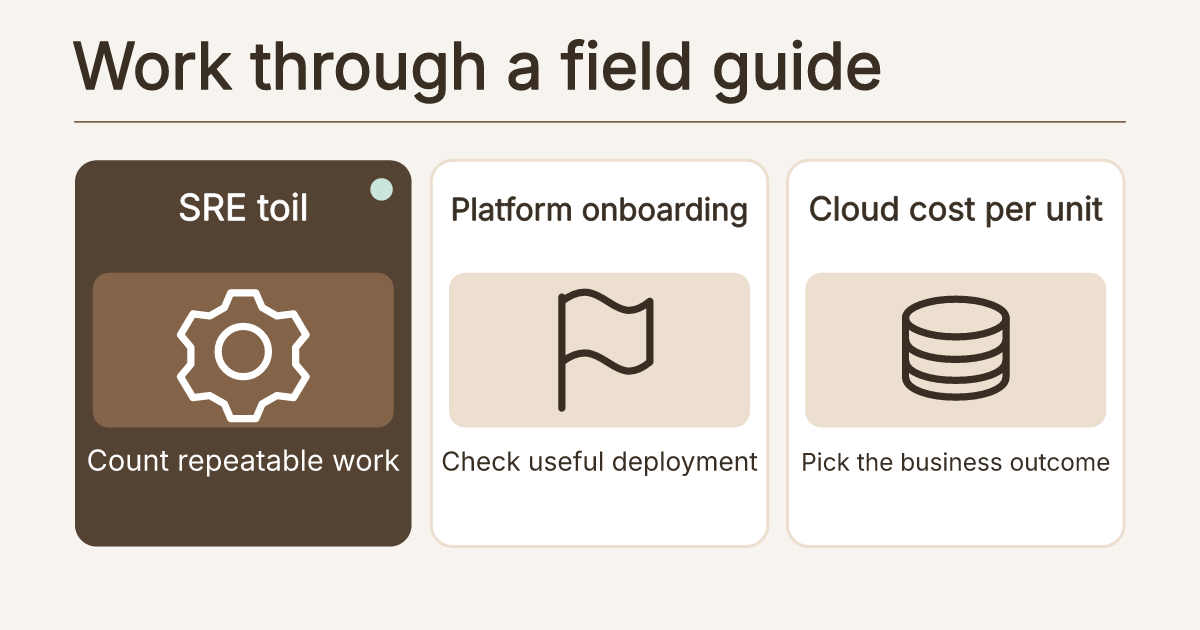 Work through a field guide
SRE toil
Count repeatable work
Platform onboarding
Check useful deployment
Cloud cost per unit
Pick the business outcome